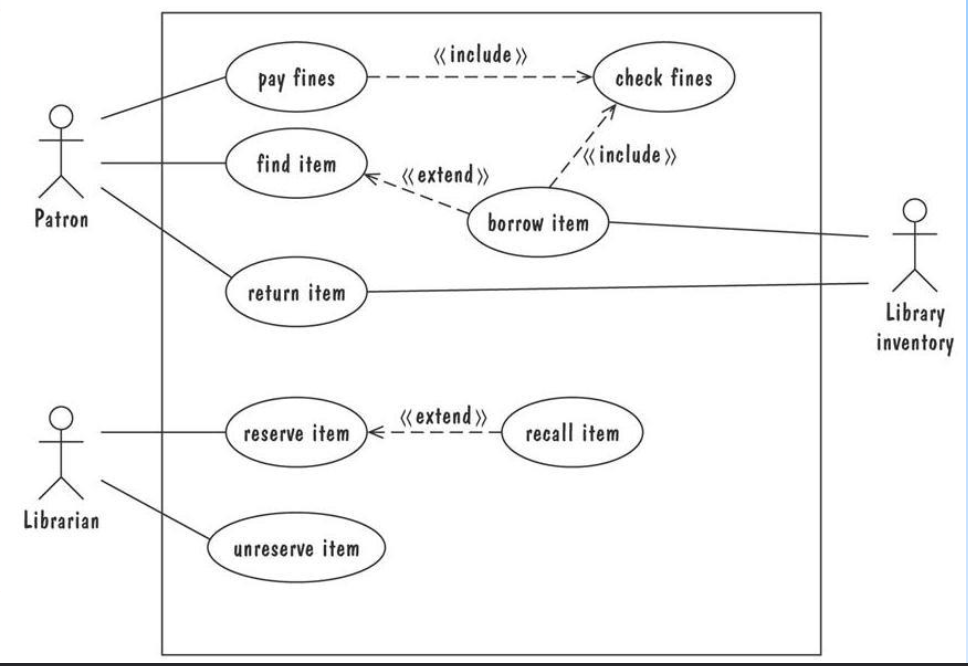 pay fines
«include»
check fines
find item
«extend»
«include»
Patron
borrow item
return item
Library
inventory
reserve item
«extend»
recall item
Librarian
unreserve item